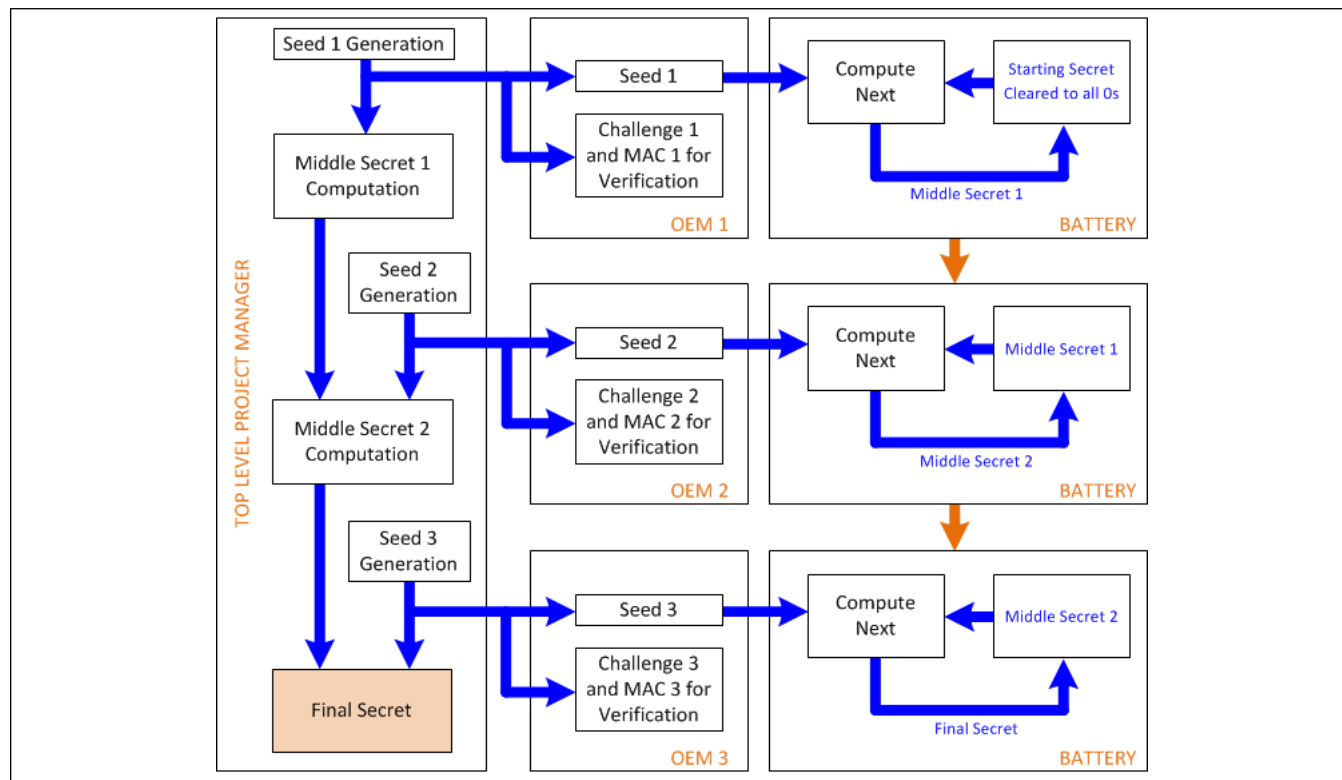 Seed 1 Generation
Middle Secret 1
Computation
Seed 2
Generation
Middle Secret 2
Computation
Seed 3
Generation
Final Secret
TOP LEVEL PROJECT MANAGER
Seed 1
Challenge 1
and MAC 1 for
Verification
OEM 1
Compute
Next
Starting Secret
Cleared to all 0s
Middle Secret 1
BATTERY
Seed 2
Challenge 2
and MAC 2 for
Verification
OEM 2
Compute
Next
Middle Secret 1
Middle Secret 2
BATTERY
Seed 3
Challenge 3
and MAC 3 for
Verification
OEM 3
Compute
Next
Middle Secret 2
Final Secret
BATTERY